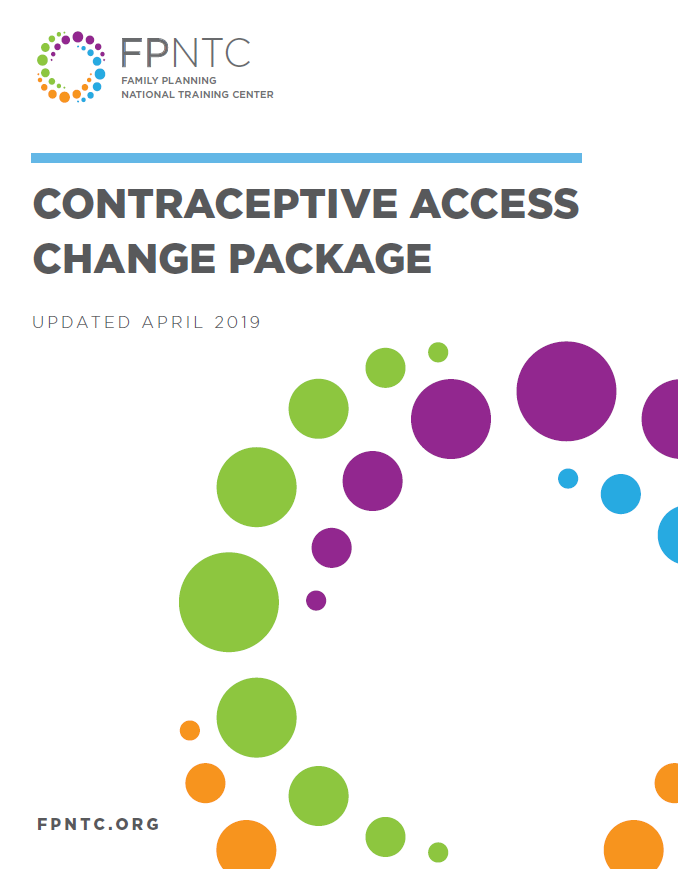 FPNTC
FAMILY PLANNING
NATIONAL TRAINING CENTER
CONTRACEPTIVE ACCESS
CHANGE PACKAGE
UPDATED APRIL 2019
FPNTC.ORG